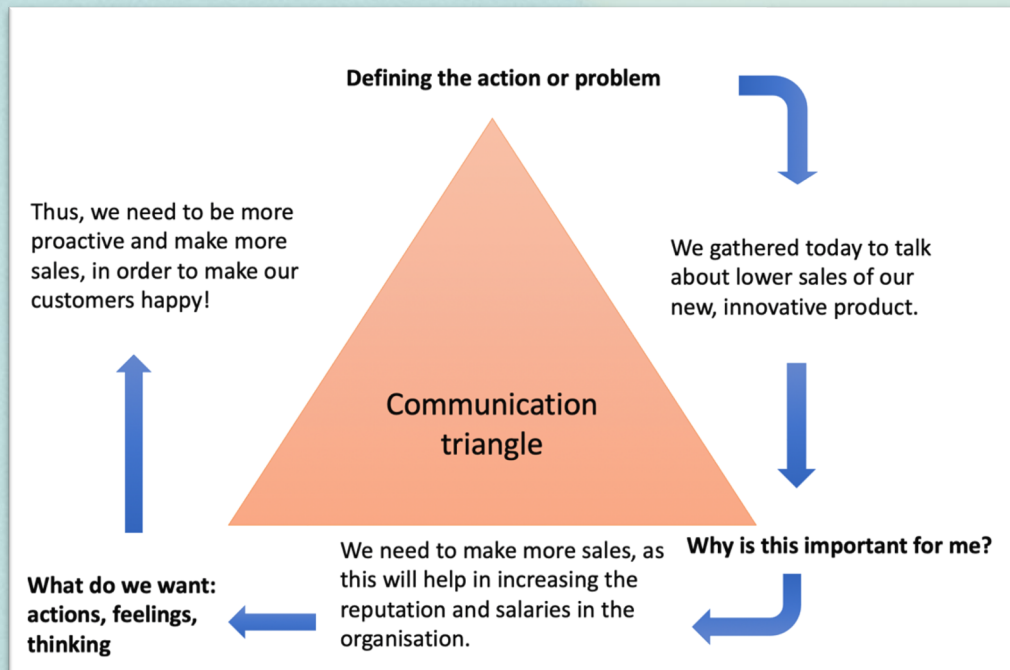 Defining the action or problem
We gathered today to talk
about lower sales of our
new, innovative product.
Why is this important for me?
We need to make more sales, as
this will help in increasing the
reputation and salaries in the
organisation.
What do we want:
actions, feelings,
thinking
Thus, we need to be more
proactive and make more
sales, in order to make our
customers happy!
Communication
triangle